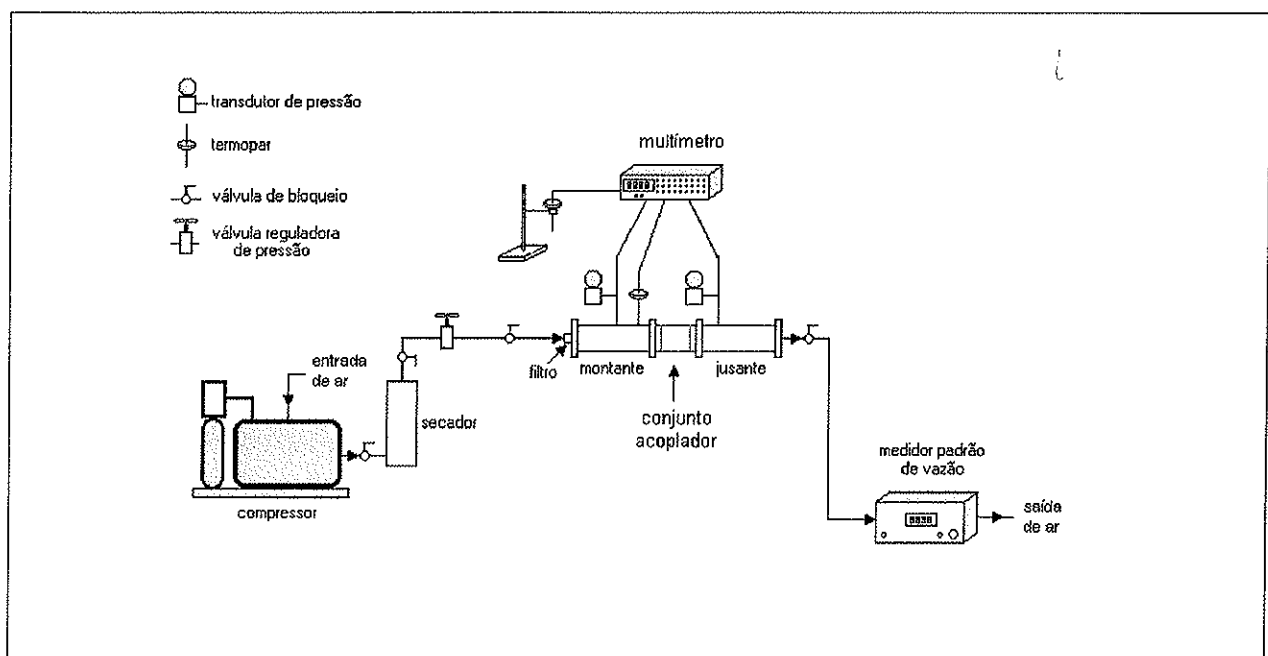 transdutor de pressão
termopar
válvula de bloqueio
válvula reguladora
de pressão
multímetro
entrada
de ar
secador
compressor
filtro
montante
jusante
conjunto
acoplador
medidor padrão
de vazão
saída
de ar